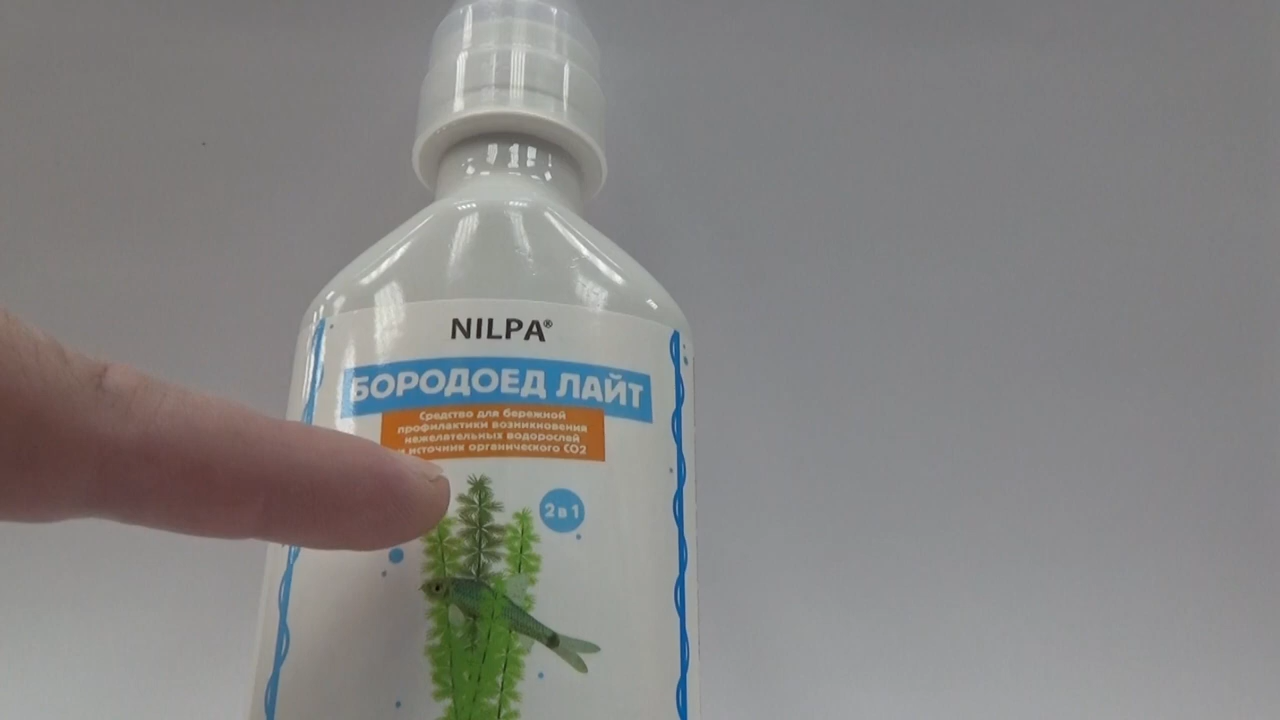 NILPA®
БОРОДОЕД ЛАЙТ
Средство для бережной
профилактики возникновения
нежелательных водорослей
и источник органического CO2
2 в 1